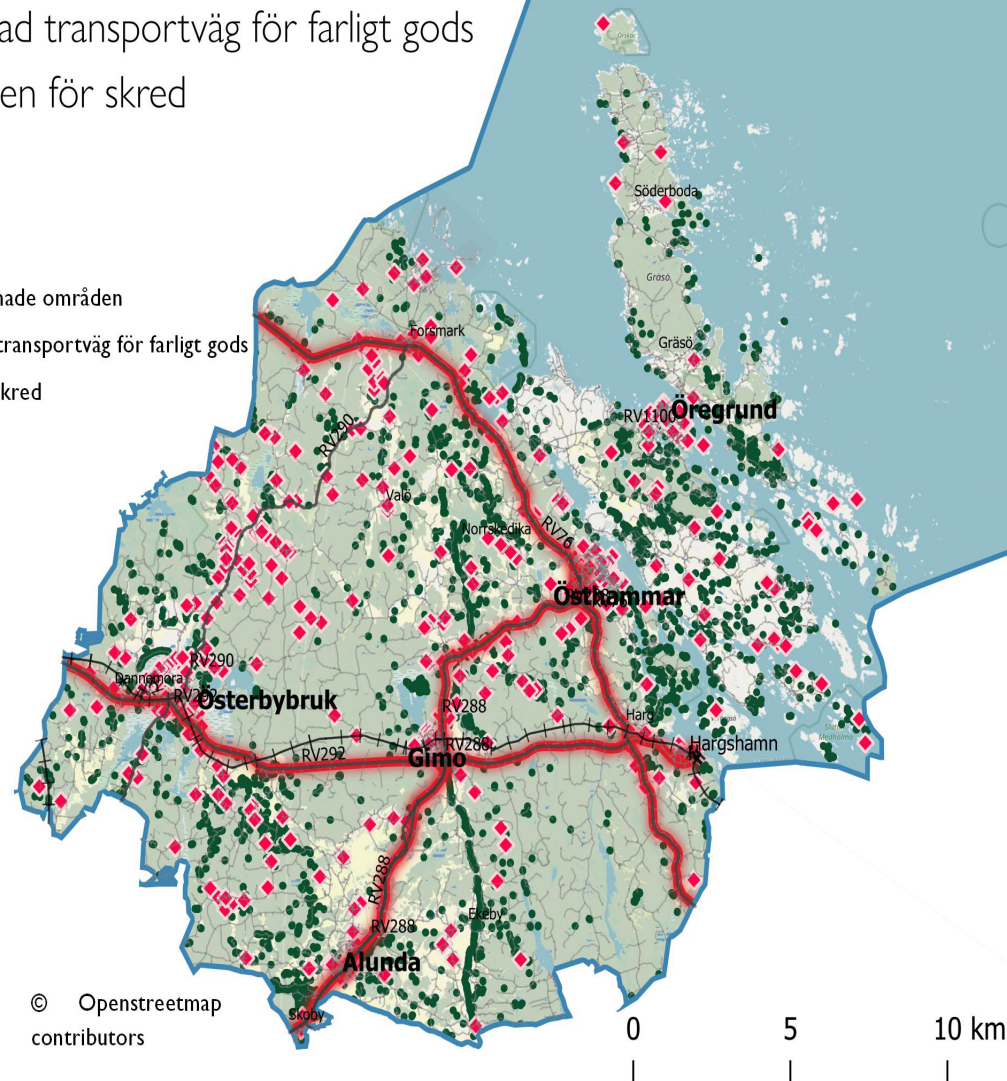 ad transportväg för farligt gods
en för skred
Örskär
Söderboda
Gräsö
nade områden
transportväg för farligt gods
kred
Forsmark
Gräsö
RV1100
Öregrund
RV290
Valö
Norrskedika
RV76
Östhammar
RV290
Dannemora
RV292
Österbybruk
RV288
Harg
RV288
Hargshamn
RV292
Gimo
RV288
Ekeby
RV288
Alunda
Skoby
© Openstreetmap
contributors
0 5 10 km